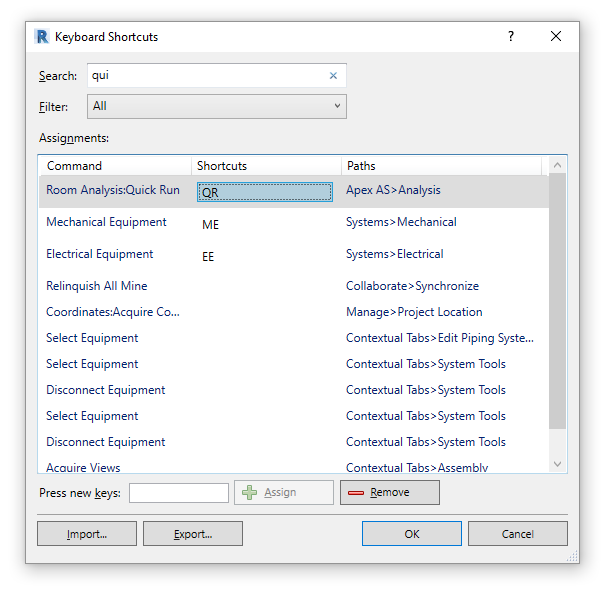 R Keyboard Shortcuts ?
Search: qui
Filter: All
Assignments:
Command Shortcuts Paths
Room Analysis:Quick Run QR Apex AS>Analysis
Mechanical Equipment ME Systems>Mechanical
Electrical Equipment EE Systems>Electrical
Relinquish All Mine Collaborate>Synchronize
Coordinates:Acquire Co... Manage>Project Location
Select Equipment Contextual Tabs>Edit Piping Syste...
Select Equipment Contextual Tabs>System Tools
Disconnect Equipment Contextual Tabs>System Tools
Select Equipment Contextual Tabs>System Tools
Disconnect Equipment Contextual Tabs>System Tools
Acquire Views Contextual Tabs>Assembly
Press new keys: Assign Remove
Import... Export... OK Cancel